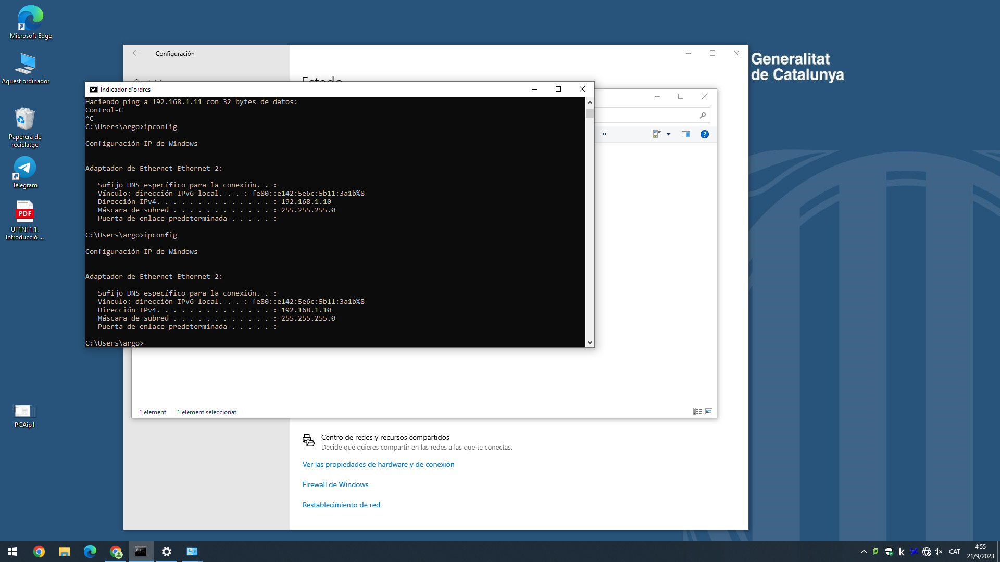 Microsoft Edge
Aquest ordinador
Paperera de
reciclatge
Telegram
PDF
UF1NF1.1.
Introducció ...
PCAip1
Configuración
Estado
Generalitat
de Catalunya
Indicador d'ordres
Haciendo ping a 192.168.1.11 con 32 bytes de datos:
Control-C
^C
C:\Users\argo>ipconfig
Configuración IP de Windows
Adaptador de Ethernet Ethernet 2:
Sufijo DNS específico para la conexión. . :
Vínculo: dirección IPv6 local. . . : fe80::e142:5e6c:5b11:3a1b%8
Dirección IPv4. . . . . . . . . . . . . . : 192.168.1.10
Máscara de subred . . . . . . . . . . . . : 255.255.255.0
Puerta de enlace predeterminada . . . . . :
C:\Users\argo>ipconfig
Configuración IP de Windows
Adaptador de Ethernet Ethernet 2:
Sufijo DNS específico para la conexión. . :
Vínculo: dirección IPv6 local. . . : fe80::e142:5e6c:5b11:3a1b%8
Dirección IPv4. . . . . . . . . . . . . . : 192.168.1.10
Máscara de subred . . . . . . . . . . . . : 255.255.255.0
Puerta de enlace predeterminada . . . . . :
C:\Users\argo>
1 element
1 element seleccionat
Centro de redes y recursos compartidos
Decide qué quieres compartir en las redes a las que te conectas.
Ver las propiedades de hardware y de conexión
Firewall de Windows
Restablecimiento de red
CAT
4:55
21/9/2023